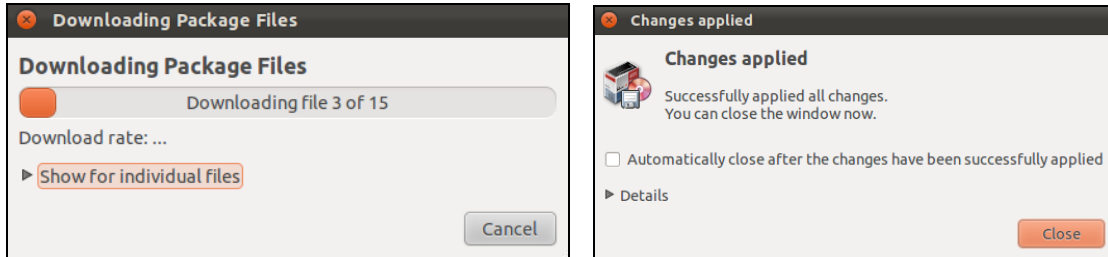 Downloading Package Files
Downloading Package Files
Downloading file 3 of 15
Download rate: ...
Show for individual files
Cancel
Changes applied
Changes applied
Successfully applied all changes.
You can close the window now.
Automatically close after the changes have been successfully applied
Details
Close